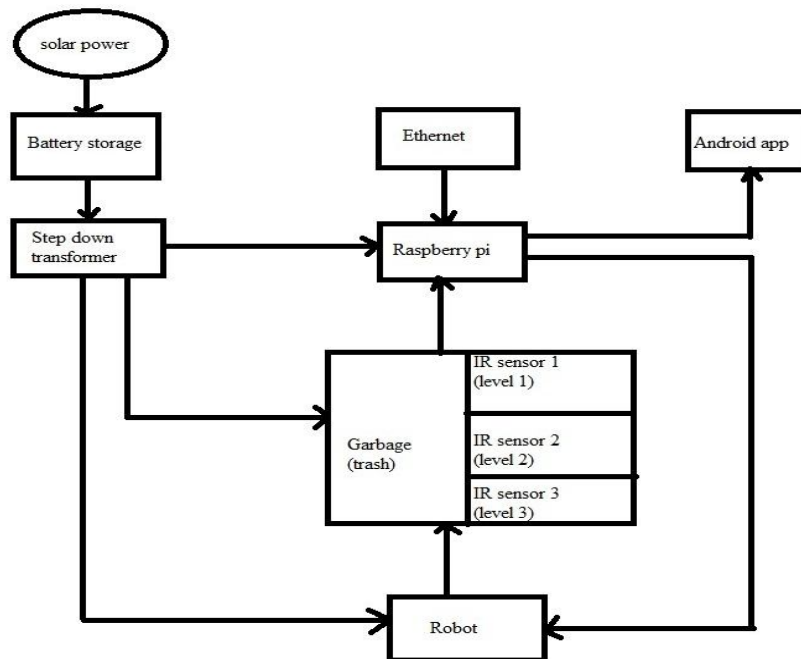 solar power
Battery storage
Ethernet
Android app
Step down
transformer
Raspberry pi
IR sensor 1
(level 1)
Garbage
(trash)
IR sensor 2
(level 2)
IR sensor 3
(level 3)
Robot